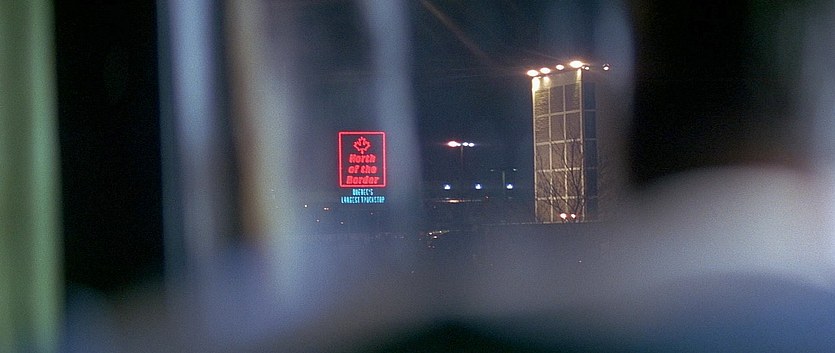 North
of the
Border
QUEBEC'S
LARGEST TRUCKSTOP